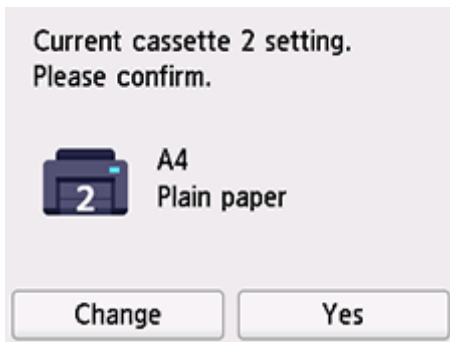 Current cassette 2 setting.
Please confirm.
A4
2
Plain paper
Change
Yes